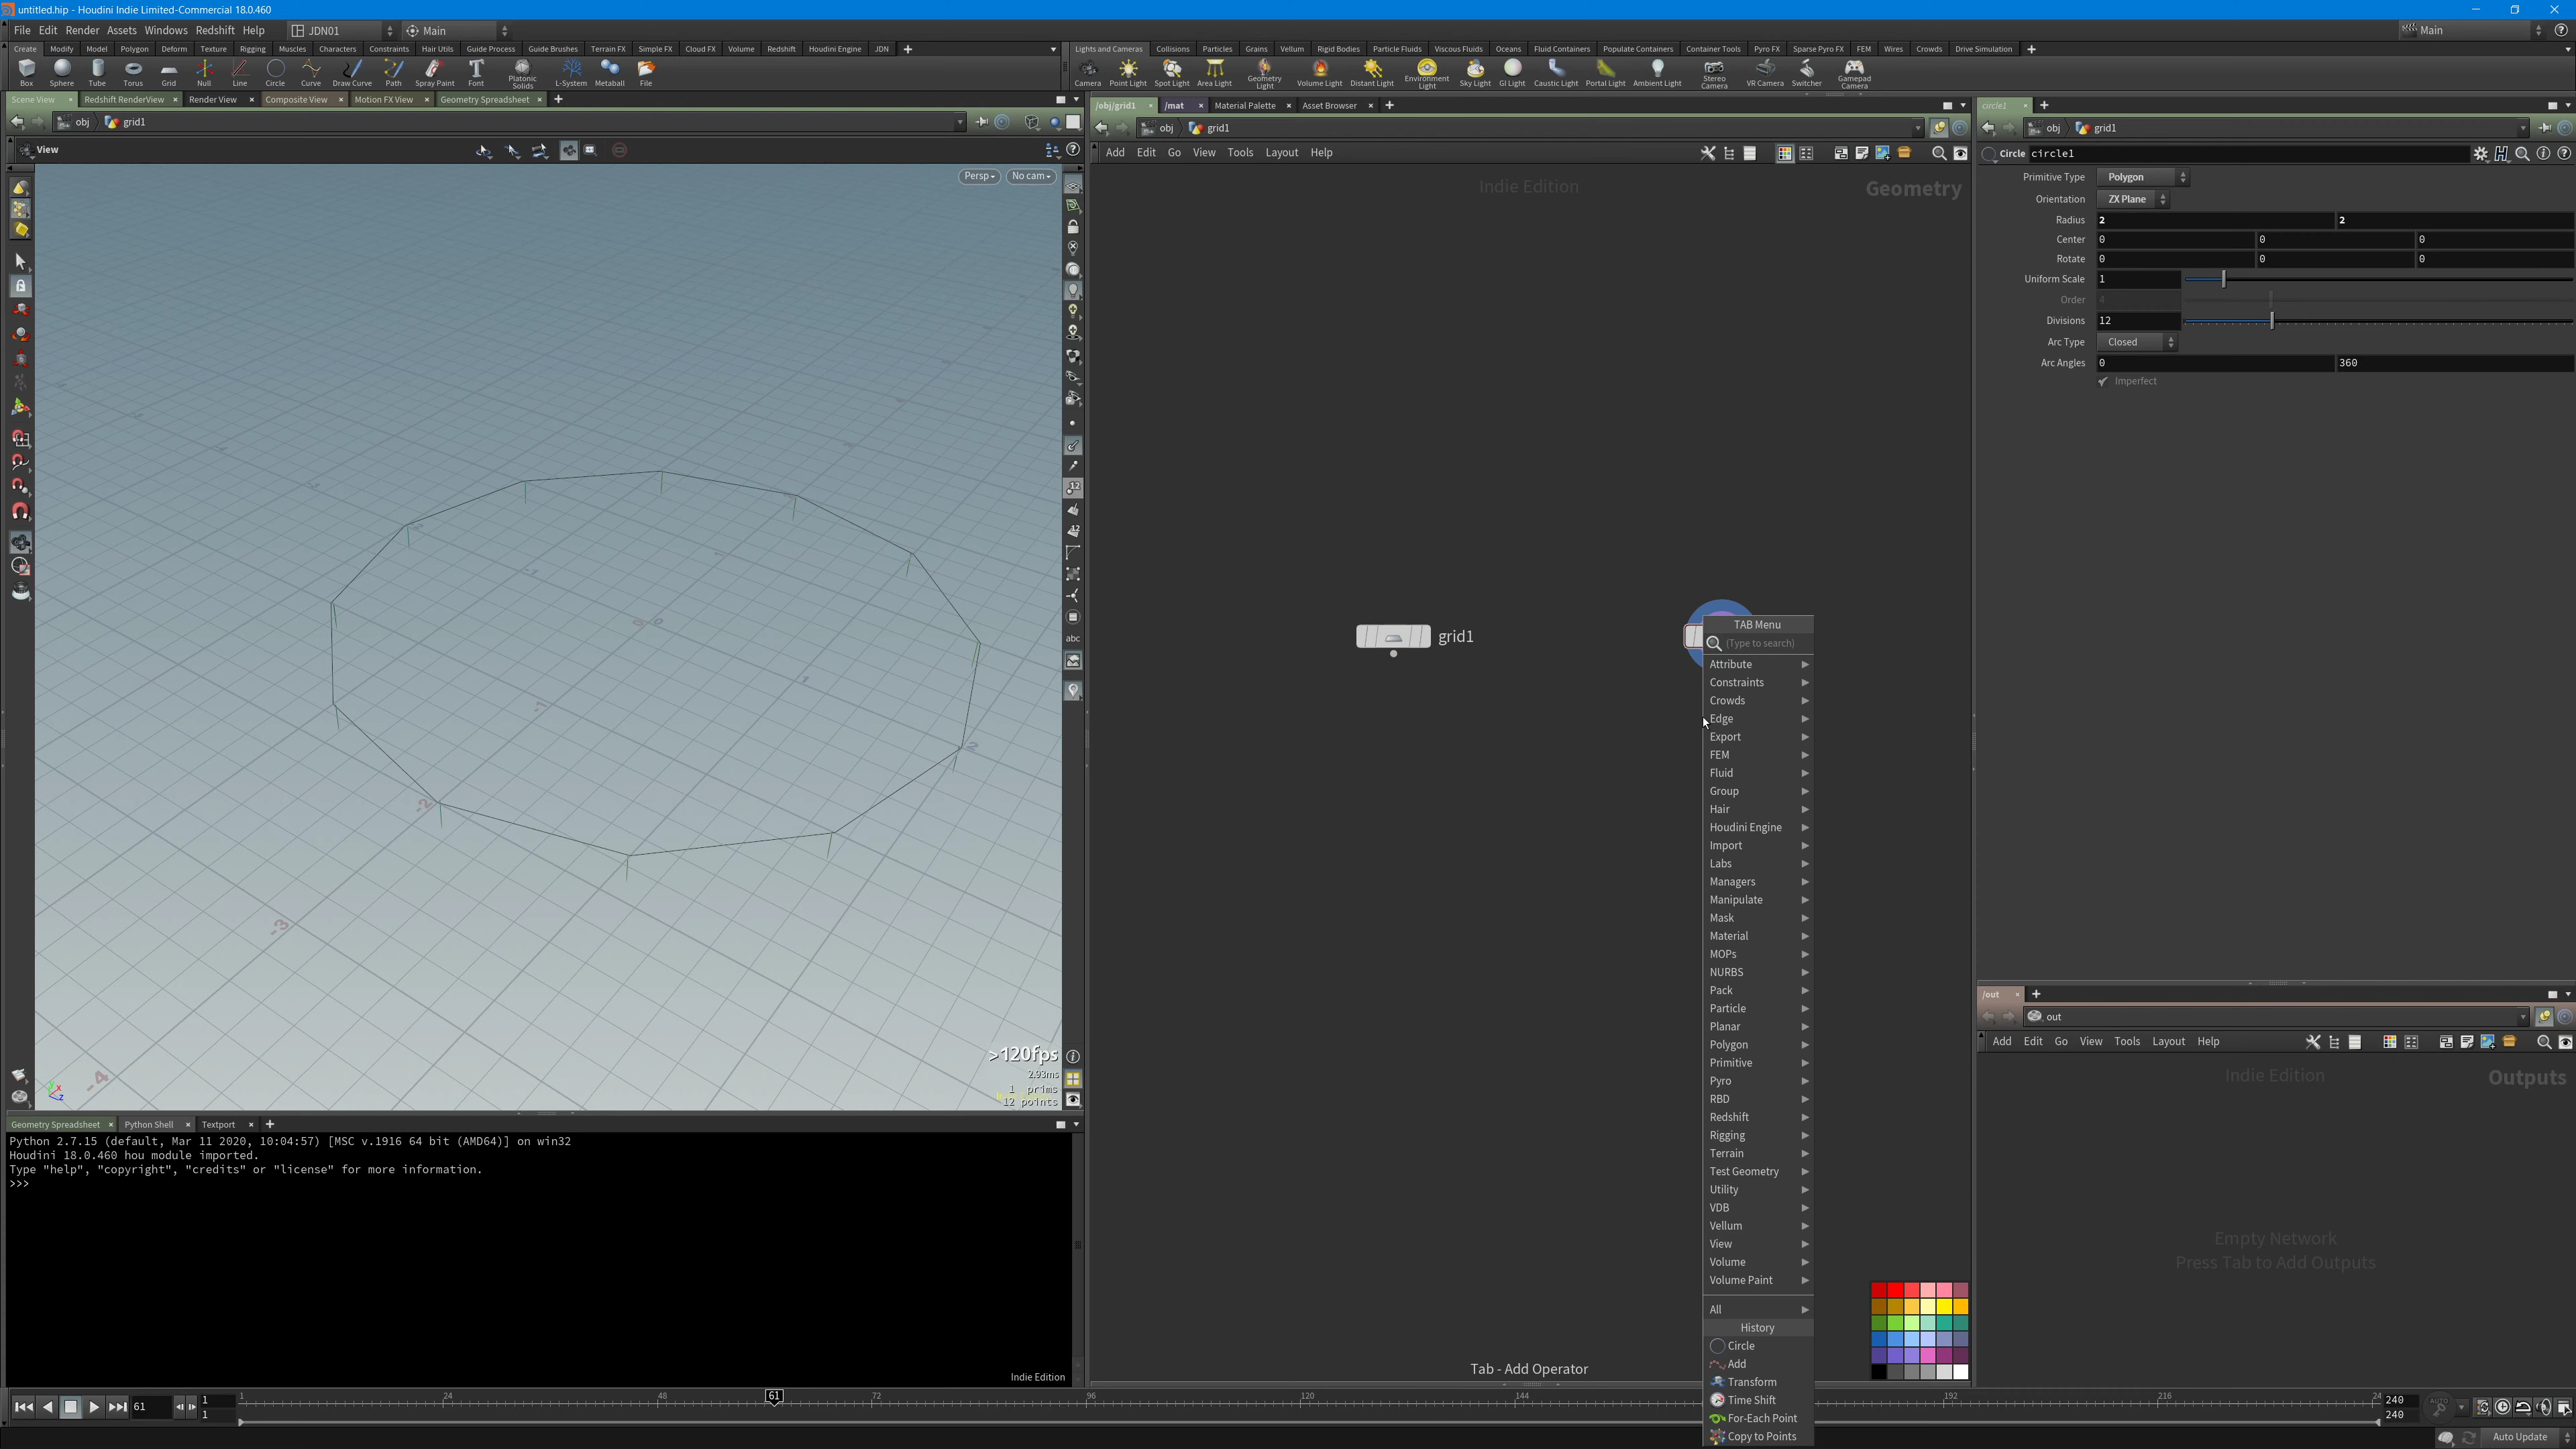 untitled.hip - Houdini Indie Limited-Commercial 18.0.460
File Edit Render Assets Windows Redshift Help JDN01 Main Main
Create Modify Model Polygon Deform Texture Rigging Muscles Characters Constraints Hair Utils Guide Process Guide Brushes Terrain FX Simple FX Cloud FX Volume Redshift Houdini Engine JDN
Lights and Cameras Collisions Particles Grains Vellum Rigid Bodies Particle Fluids Viscous Fluids Oceans Fluid Containers Populate Containers Container Tools Pyro FX Sparse Pyro FX FEM Wires Crowds Drive Simulation
Box Sphere Tube Torus Grid Null Line Circle Curve Draw Curve Path Spray Paint Font Platonic Solids L-System Metaball File
Camera Point Light Spot Light Area Light Geometry Light Volume Light Distant Light Environment Light Sky Light GI Light Caustic Light Portal Light Ambient Light Stereo Camera VR Camera Switcher Gamepad Camera
Scene View Redshift RenderView Render View Composite View Motion FX View Geometry Spreadsheet
obj grid1
View
Persp No cam
-1
0 0
1
-1
2
-2
-3
-4
12
12
abc
>120fps
2.93ms
1 prims
12 points
Geometry Spreadsheet Python Shell Textport
Python 2.7.15 (default, Mar 11 2020, 10:04:57) [MSC v.1916 64 bit (AMD64)] on win32
Houdini 18.0.460 hou module imported.
Type "help", "copyright", "credits" or "license" for more information.
>>>
Indie Edition
/obj/grid1 /mat Material Palette Asset Browser
obj grid1
Add Edit Go View Tools Layout Help
Indie Edition
Geometry
grid1
TAB Menu
(Type to search)
Attribute
Constraints
Crowds
Edge
Export
FEM
Fluid
Group
Hair
Houdini Engine
Import
Labs
Managers
Manipulate
Mask
Material
MOPs
NURBS
Pack
Particle
Planar
Polygon
Primitive
Pyro
RBD
Redshift
Rigging
Terrain
Test Geometry
Utility
VDB
Vellum
View
Volume
Volume Paint
All
History
Circle
Add
Transform
Time Shift
For-Each Point
Copy to Points
Tab - Add Operator
circle1
obj grid1
Circle circle1
Primitive Type Polygon
Orientation ZX Plane
Radius 2 2
Center 0 0 0
Rotate 0 0 0
Uniform Scale 1
Order 4
Divisions 12
Arc Type Closed
Arc Angles 0 360
Imperfect
/out
out
Add Edit Go View Tools Layout Help
Indie Edition
Outputs
Empty Network
Press Tab to Add Outputs
61
1
1
1 24 48 61 72 96 120 144 192 216 24
240
240
AUTO
Auto Update